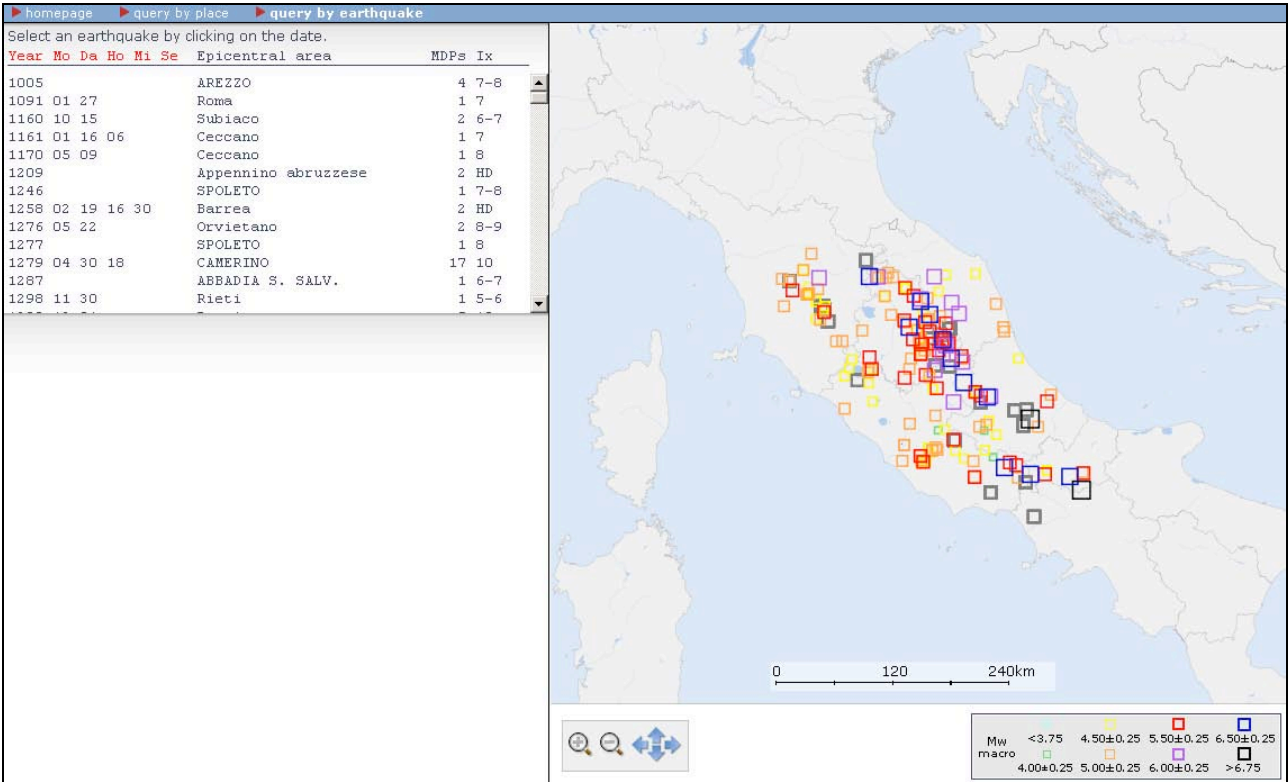 homepage query by place query by earthquake
Select an earthquake by clicking on the date.
Year Mo Da Ho Mi Se Epicentral area MDPs Ix
1005 AREZZO 4 7-8
1091 01 27 Roma 1 7
1160 10 15 Subiaco 2 6-7
1161 01 16 06 Ceccano 1 7
1170 05 09 Ceccano 1 8
1209 Appennino abruzzese 2 HD
1246 SPOLETO 1 7-8
1258 02 19 16 30 Barrea 2 HD
1276 05 22 Orvietano 2 8-9
1277 SPOLETO 1 8
1279 04 30 18 CAMERINO 17 10
1287 ABBADIA S. SALV. 1 6-7
1298 11 30 Rieti 1 5-6
0 120 240km
Mw macro
<3.75 4.50±0.25 5.50±0.25 6.50±0.25
4.00±0.25 5.00±0.25 6.00±0.25 >6.75